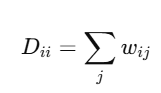 D_{ii} = \sum_{j} w_{ij}